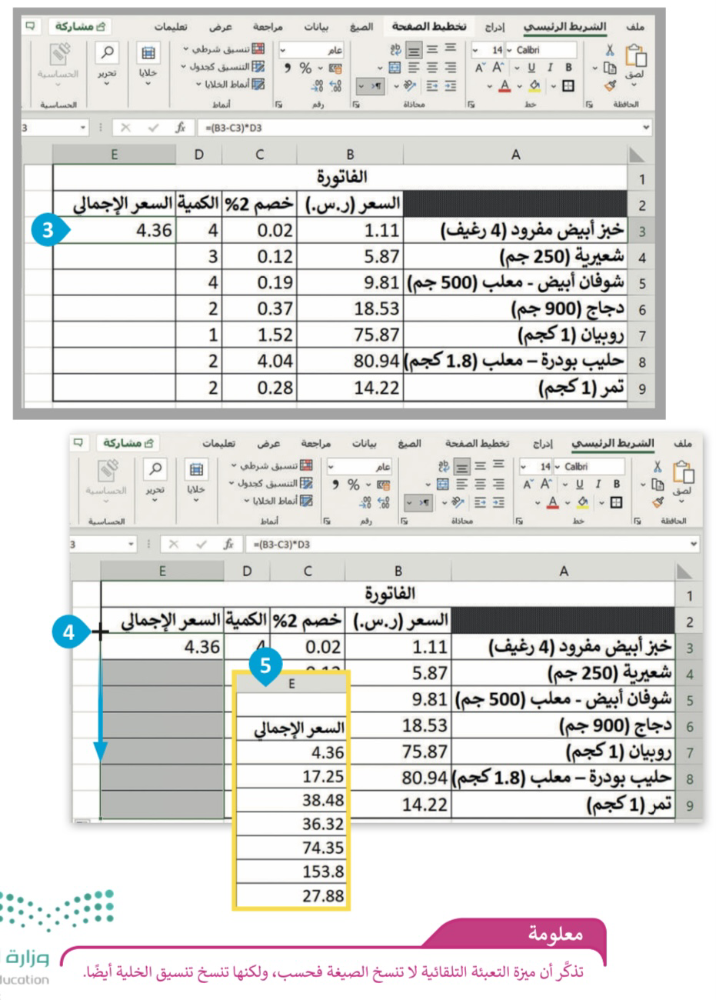 ملف الشريط الرئيسي إدراج تخطيط الصفحة الصيغ بيانات مراجعة عرض تعليمات مشاركة
لصق
الحافظة
Calibri 14
B I U
A A
A
خط
ab
محاذاة
عام
% 9
.00 .0
رقم
تنسيق شرطي
التنسيق كجدول
أنماط الخلايا
أنماط
خلايا
تحرير
الحساسية
الحساسية
3 fx =(B3-C3)*D3
A B C D E
1 الفاتورة
2 السعر (ر.س.) خصم 2% الكمية السعر الإجمالي
3 خبز أبيض مفرود (4 رغيف) 1.11 0.02 4 4.36
3
4 شعيرية (250 جم) 5.87 0.12 3
5 شوفان أبيض - معلب (500 جم) 9.81 0.19 4
6 دجاج (900 جم) 18.53 0.37 2
7 روبيان (1 كجم) 75.87 1.52 1
8 حليب بودرة – معلب (1.8 كجم) 80.94 4.04 2
9 تمر (1 كجم) 14.22 0.28 2
ملف الشريط الرئيسي إدراج تخطيط الصفحة الصيغ بيانات مراجعة عرض تعليمات مشاركة
لصق
الحافظة
Calibri 14
B I U
A A
A
خط
ab
محاذاة
عام
% 9
.00 .0
رقم
تنسيق شرطي
التنسيق كجدول
أنماط الخلايا
أنماط
خلايا
تحرير
الحساسية
الحساسية
3 fx =(B3-C3)*D3
A B C D E
1 الفاتورة
2 السعر (ر.س.) خصم 2% الكمية السعر الإجمالي
4
3 خبز أبيض مفرود (4 رغيف) 1.11 0.02 4 4.36
4 شعيرية (250 جم) 5.87
5 شوفان أبيض - معلب (500 جم) 9.81
6 دجاج (900 جم) 18.53
7 روبيان (1 كجم) 75.87
8 حليب بودرة – معلب (1.8 كجم) 80.94
9 تمر (1 كجم) 14.22
5
E
السعر الإجمالي
4.36
17.25
38.48
36.32
74.35
153.8
27.88
معلومة
تذكَّر أن ميزة التعبئة التلقائية لا تنسخ الصيغة فحسب، ولكنها تنسخ تنسيق الخلية أيضًا.
وزارة